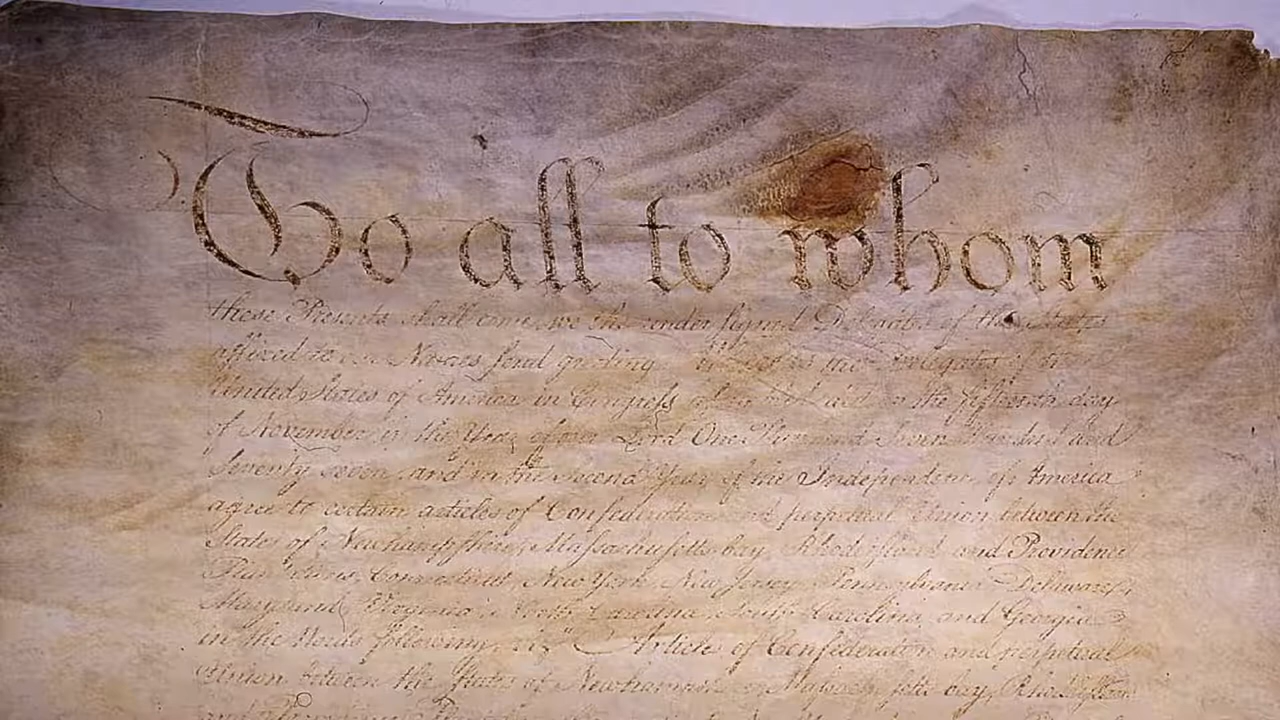 To all to whom
these Presents shall come, we the under signed Delegates of the States
affixed to our Names send greeting. Whereas the Delegates of the
United States of America in Congress assembled did on the fifteenth day
of November in the Year of our Lord One Thousand Seven Hundred and
Seventy seven, and in the Second Year of the Independence of America
agree to certain articles of Confederation and perpetual Union between the
States of Newhampshire, Massachusetts-bay, Rhodeisland and Providence
Plantations, Connecticut, New York, New Jersey, Pennsylvania, Delaware,
Maryland, Virginia, North-Carolina, South-Carolina, and Georgia
in the Words following, viz. "Articles of Confederation and perpetual
Union between the States of Newhampshire, Massachusetts-bay, Rhodeisland